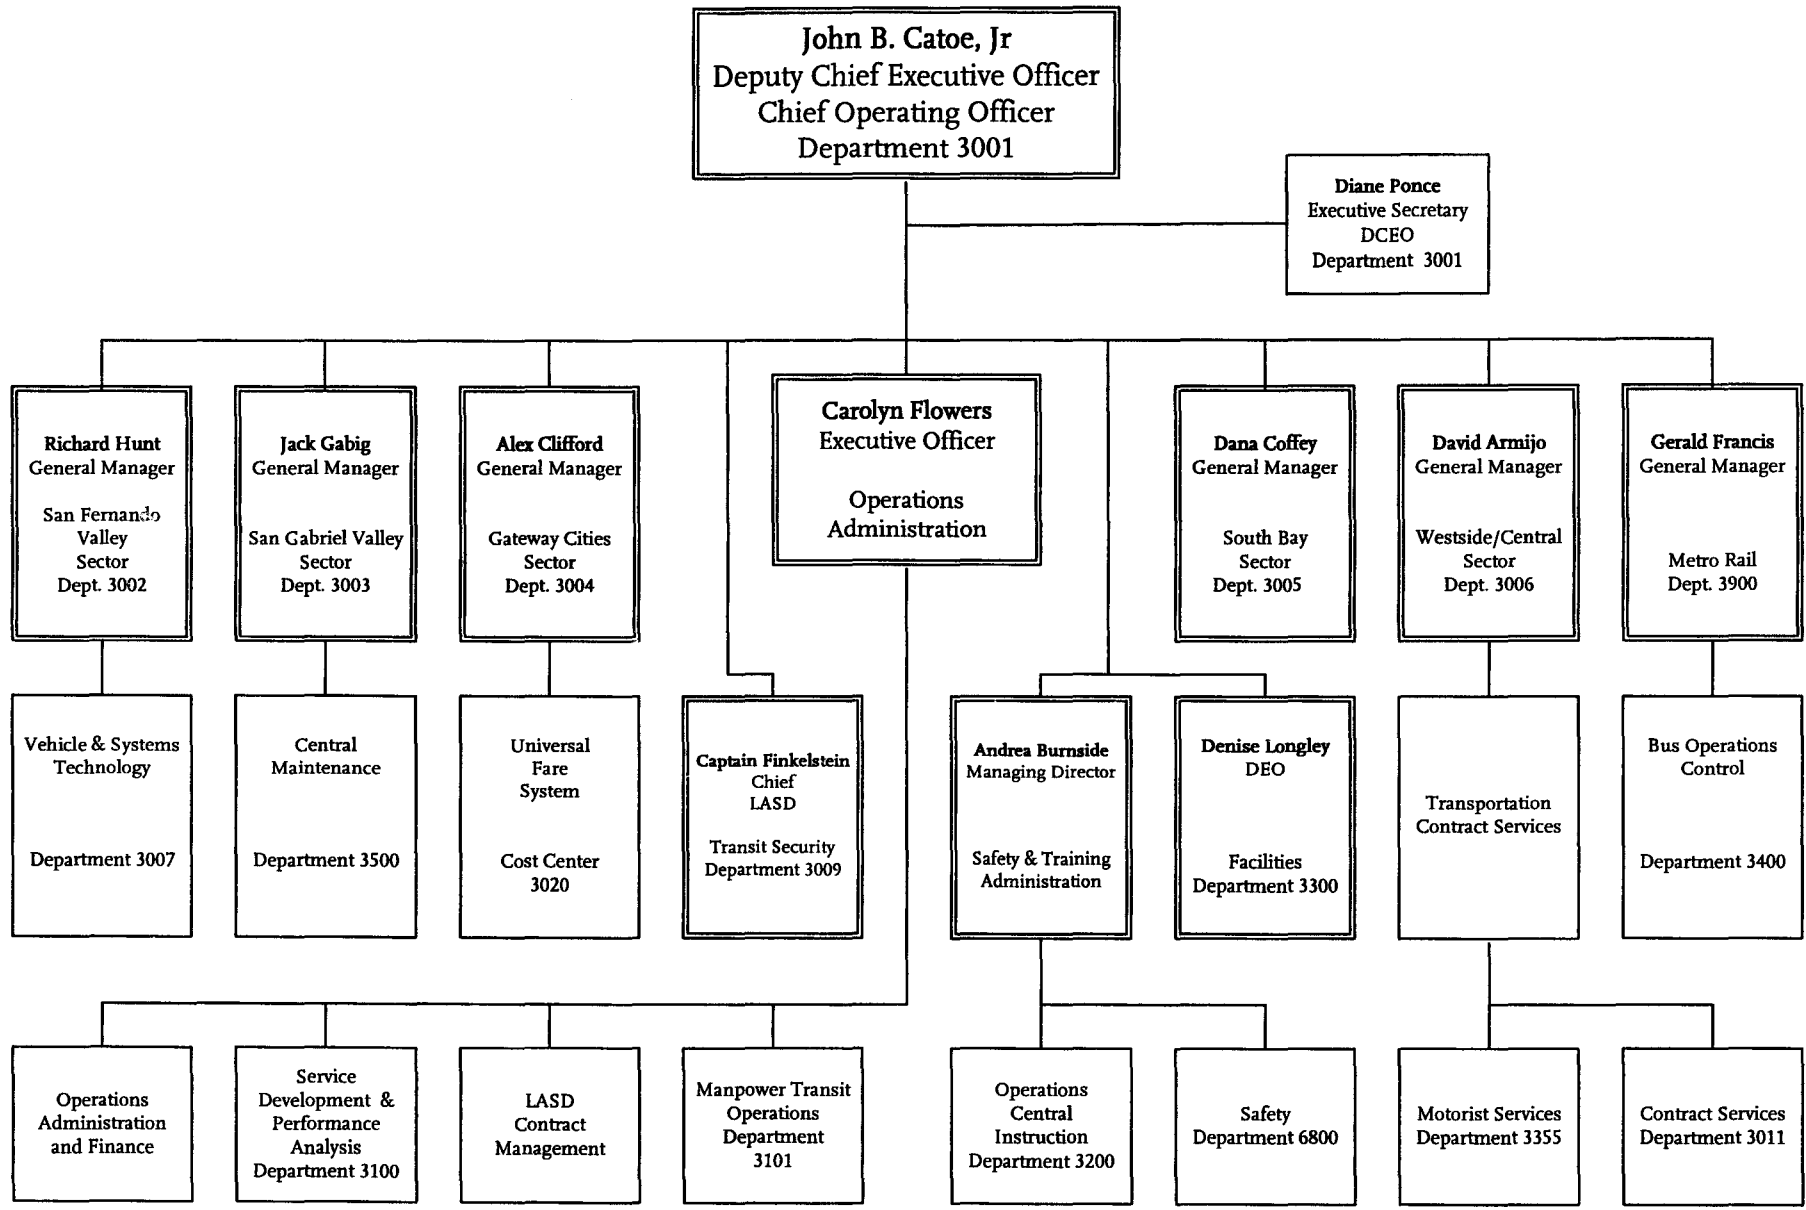 John B. Catoe, Jr
Deputy Chief Executive Officer
Chief Operating Officer
Department 3001
Diane Ponce
Executive Secretary
DCEO
Department 3001
Richard Hunt
General Manager
San Fernando
Valley
Sector
Dept. 3002
Jack Gabig
General Manager
San Gabriel Valley
Sector
Dept. 3003
Alex Clifford
General Manager
Gateway Cities
Sector
Dept. 3004
Carolyn Flowers
Executive Officer
Operations
Administration
Dana Coffey
General Manager
South Bay
Sector
Dept. 3005
David Armijo
General Manager
Westside/Central
Sector
Dept. 3006
Gerald Francis
General Manager
Metro Rail
Dept. 3900
Vehicle & Systems
Technology
Department 3007
Central
Maintenance
Department 3500
Universal
Fare
System
Cost Center
3020
Captain Finkelstein
Chief
LASD
Transit Security
Department 3009
Andrea Burnside
Managing Director
Safety & Training
Administration
Denise Longley
DEO
Facilities
Department 3300
Transportation
Contract Services
Bus Operations
Control
Department 3400
Operations
Administration
and Finance
Service
Development &
Performance
Analysis
Department 3100
LASD
Contract
Management
Manpower Transit
Operations
Department
3101
Operations
Central
Instruction
Department 3200
Safety
Department 6800
Motorist Services
Department 3355
Contract Services
Department 3011